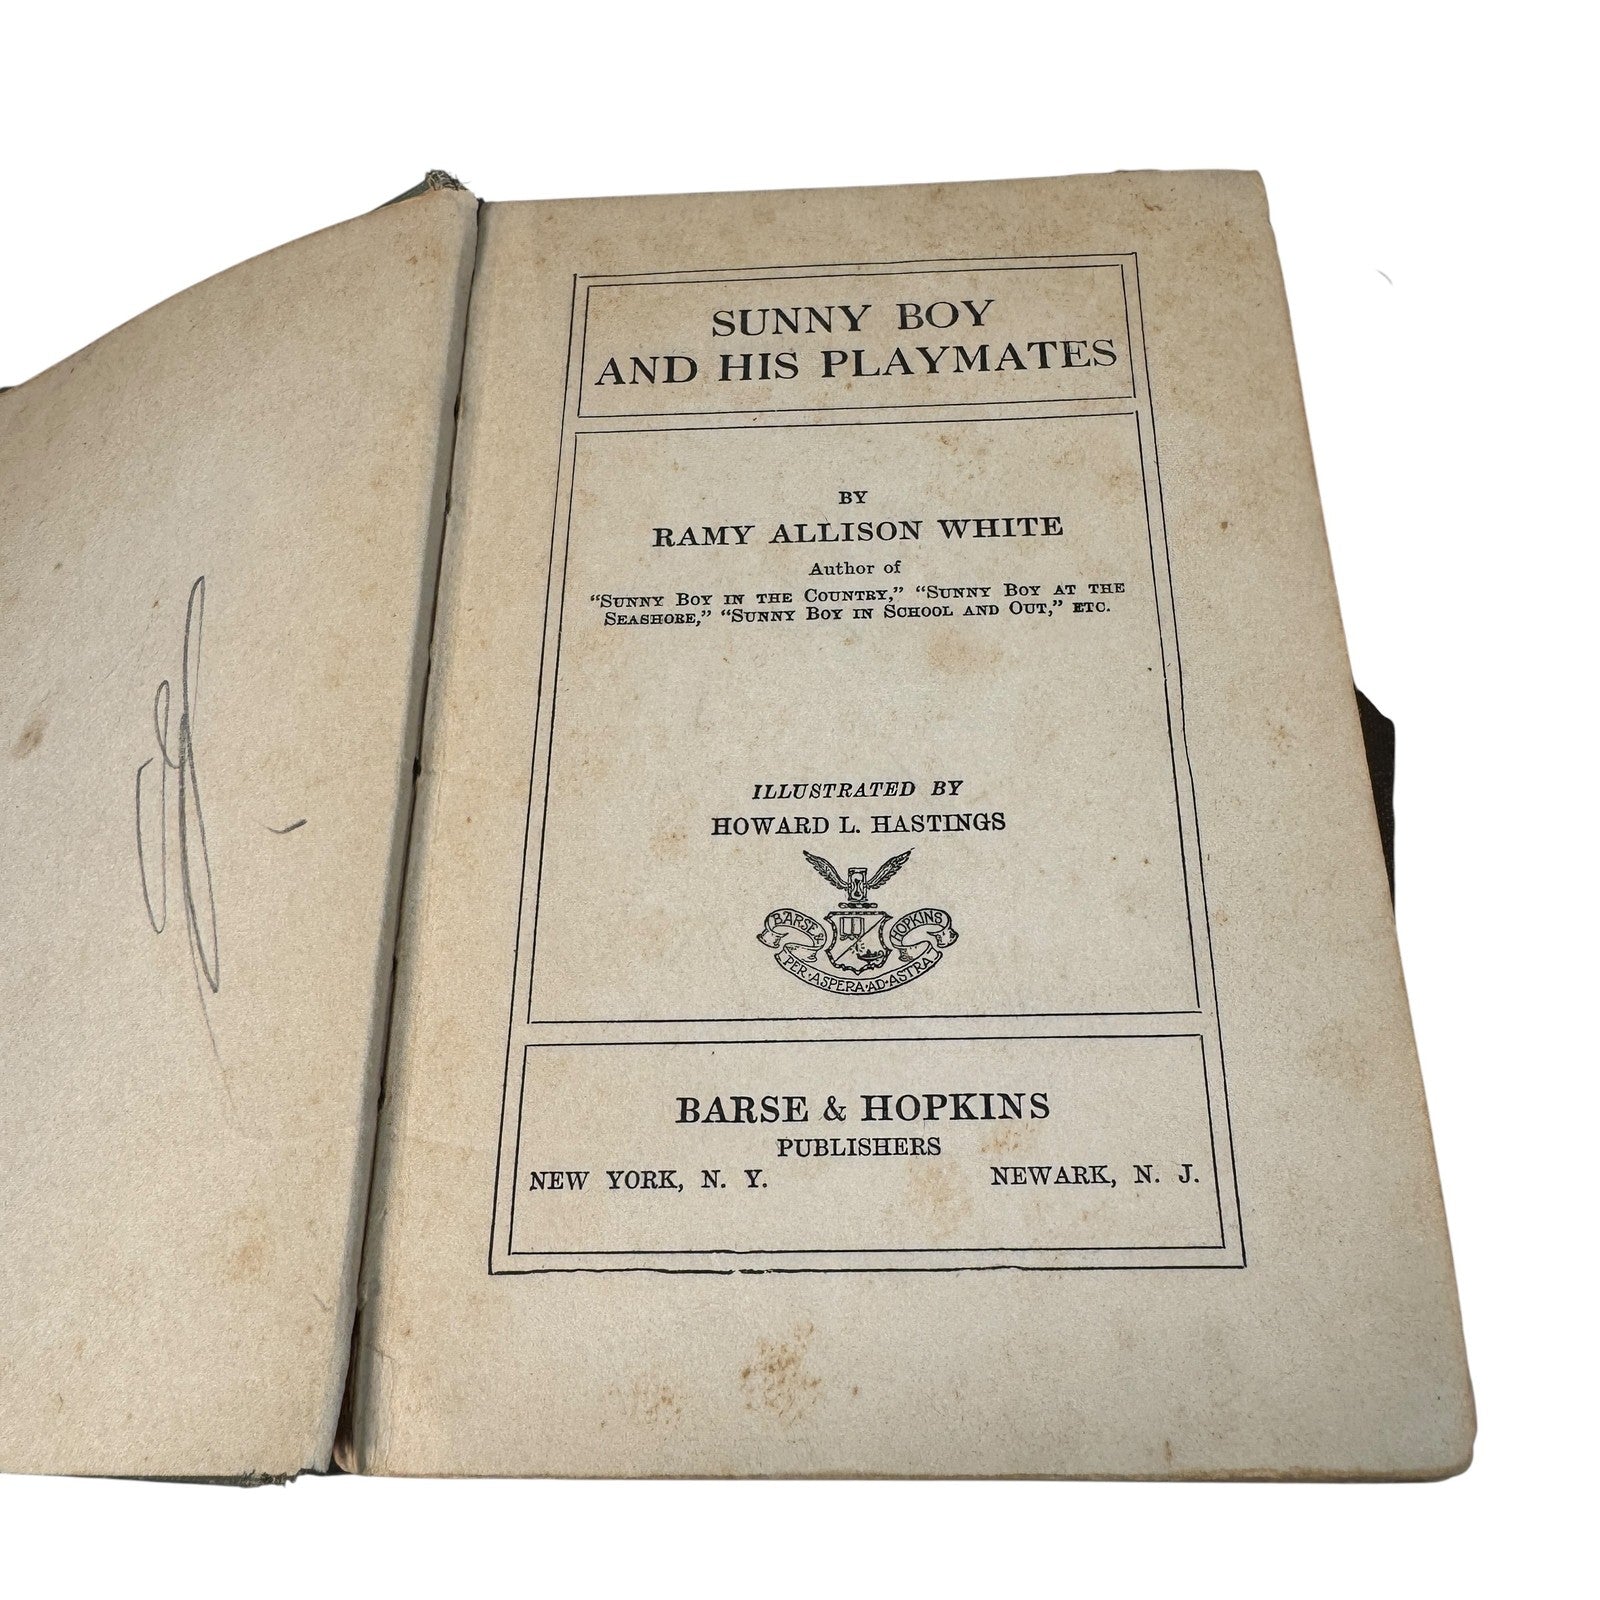 SUNNY BOY
AND HIS PLAYMATES
BY
RAMY ALLISON WHITE
Author of
“SUNNY BOY IN THE COUNTRY,” “SUNNY BOY AT THE
SEASHORE,” “SUNNY BOY IN SCHOOL AND OUT,” ETC.
ILLUSTRATED BY
HOWARD L. HASTINGS
BARSE & HOPKINS
PER·ASPERA·AD·ASTRA
BARSE & HOPKINS
PUBLISHERS
NEW YORK, N. Y. NEWARK, N. J.